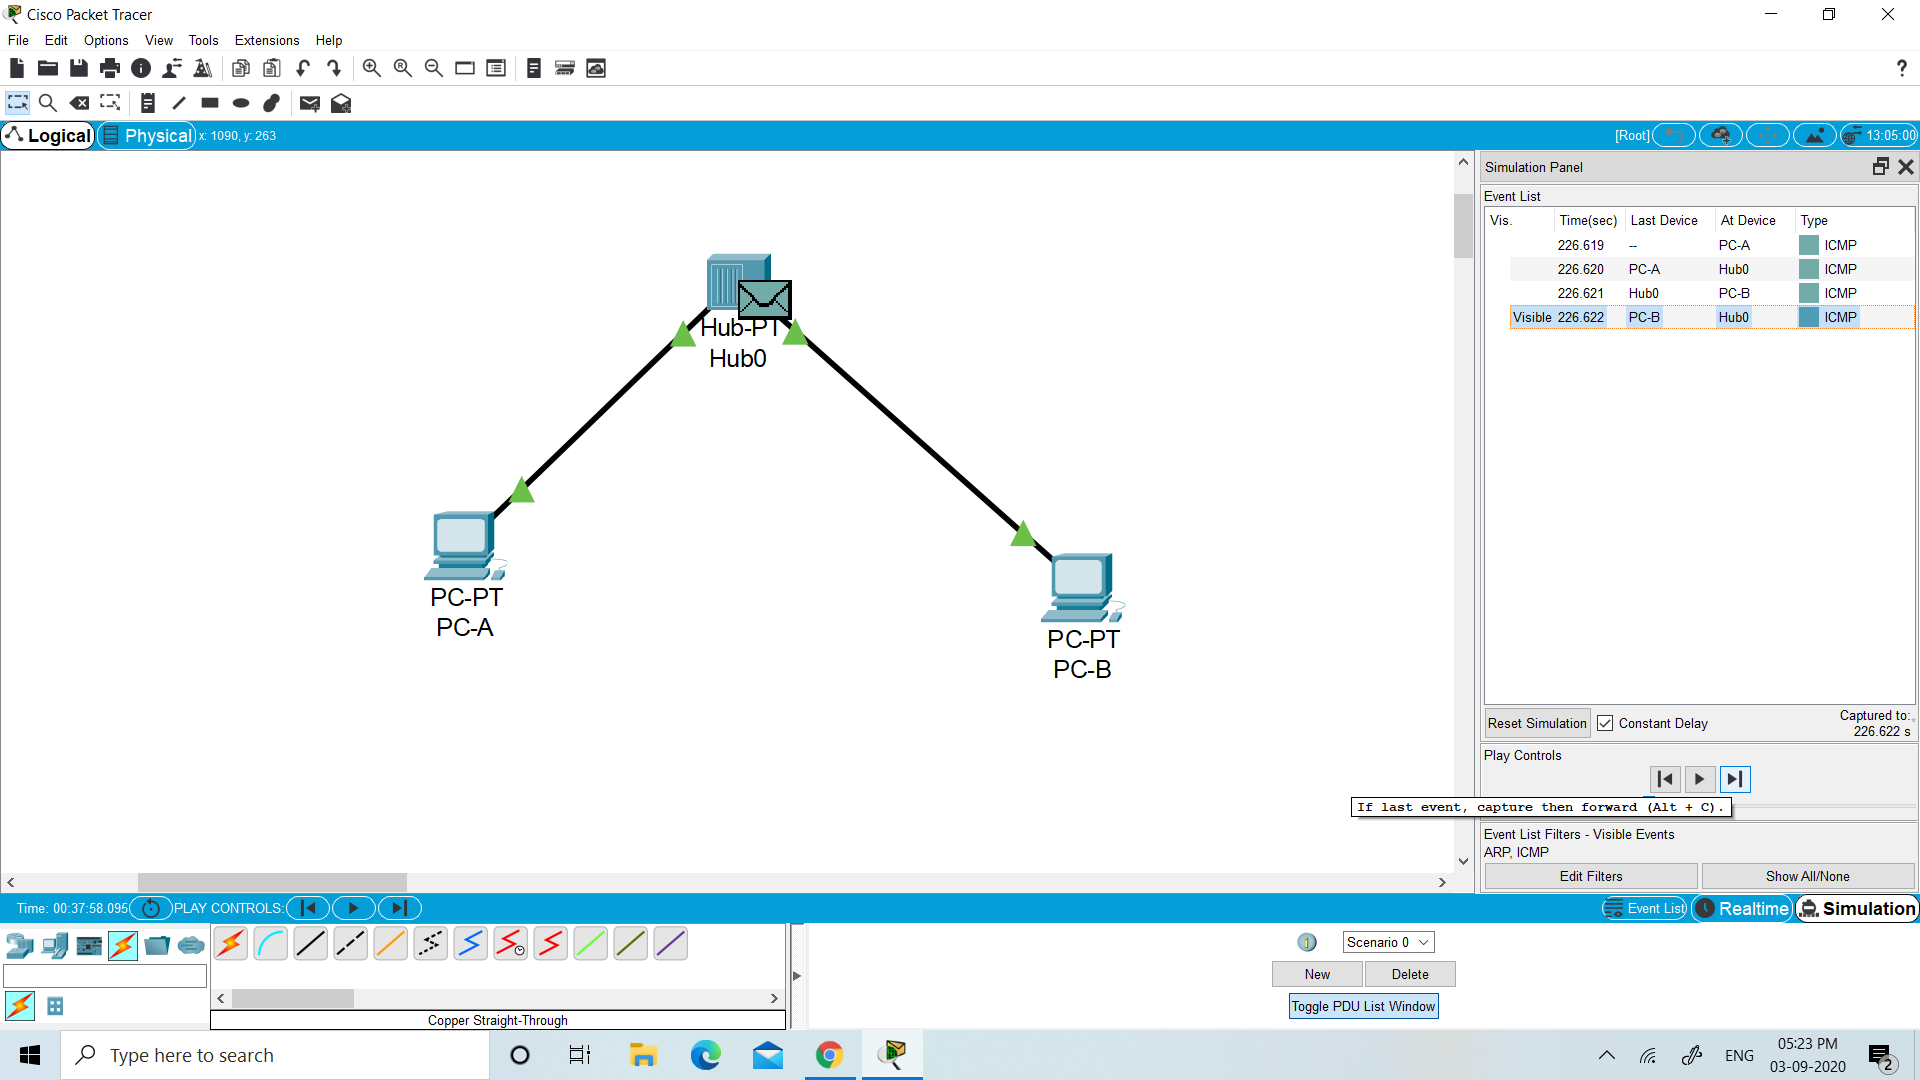 Cisco Packet Tracer
File Edit Options View Tools Extensions Help
?
Logical Physical x: 1090, y: 263 [Root] 13:05:00
Simulation Panel
Event List
Vis. Time(sec) Last Device At Device Type
226.619 -- PC-A ICMP
226.620 PC-A Hub0 ICMP
226.621 Hub0 PC-B ICMP
Visible 226.622 PC-B Hub0 ICMP
Hub-PT
Hub0
PC-PT
PC-A
PC-PT
PC-B
Reset Simulation Constant Delay Captured to:
226.622 s
Play Controls
If last event, capture then forward (Alt + C).
Event List Filters - Visible Events
ARP, ICMP
Edit Filters Show All/None
Time: 00:37:58.095 PLAY CONTROLS: Event List Realtime Simulation
Scenario 0
New Delete
Toggle PDU List Window
Copper Straight-Through
Type here to search
ENG
05:23 PM
03-09-2020
2